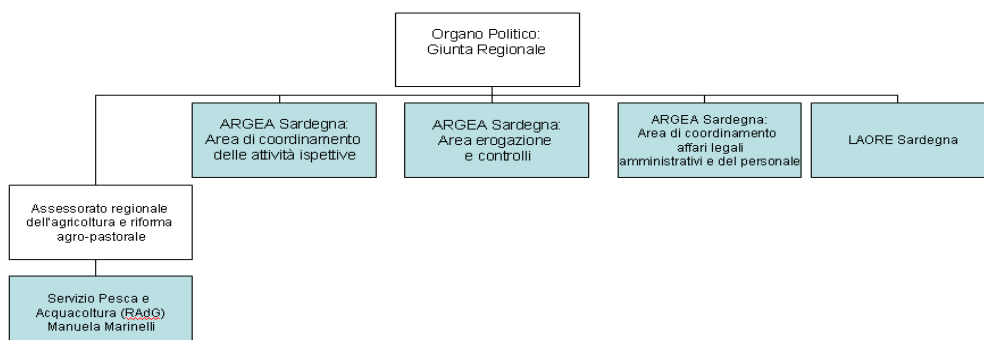 Organo Politico:
Giunta Regionale
ARGEA Sardegna:
Area di coordinamento
delle attività ispettive
ARGEA Sardegna:
Area erogazione
e controlli
ARGEA Sardegna:
Area di coordinamento
affari legali
amministrativi e del personale
LAORE Sardegna
Assessorato regionale
dell'agricoltura e riforma
agro-pastorale
Servizio Pesca e
Acquacoltura (RAdG)
Manuela Marinelli